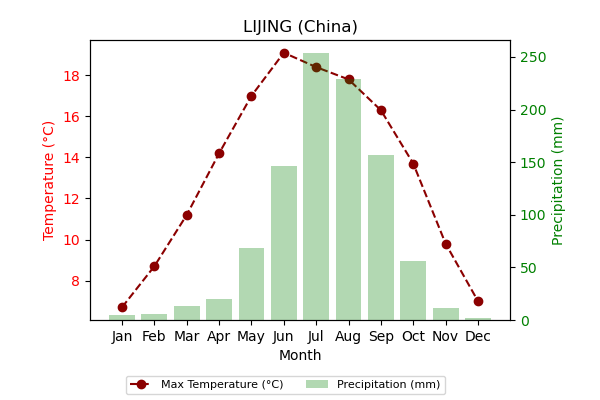 LIJING (China)
Temperature (°C)
18
16
14
12
10
8
250
200
150
100
50
0
Precipitation (mm)
Jan Feb Mar Apr May Jun Jul Aug Sep Oct Nov Dec
Month
Max Temperature (°C) Precipitation (mm)